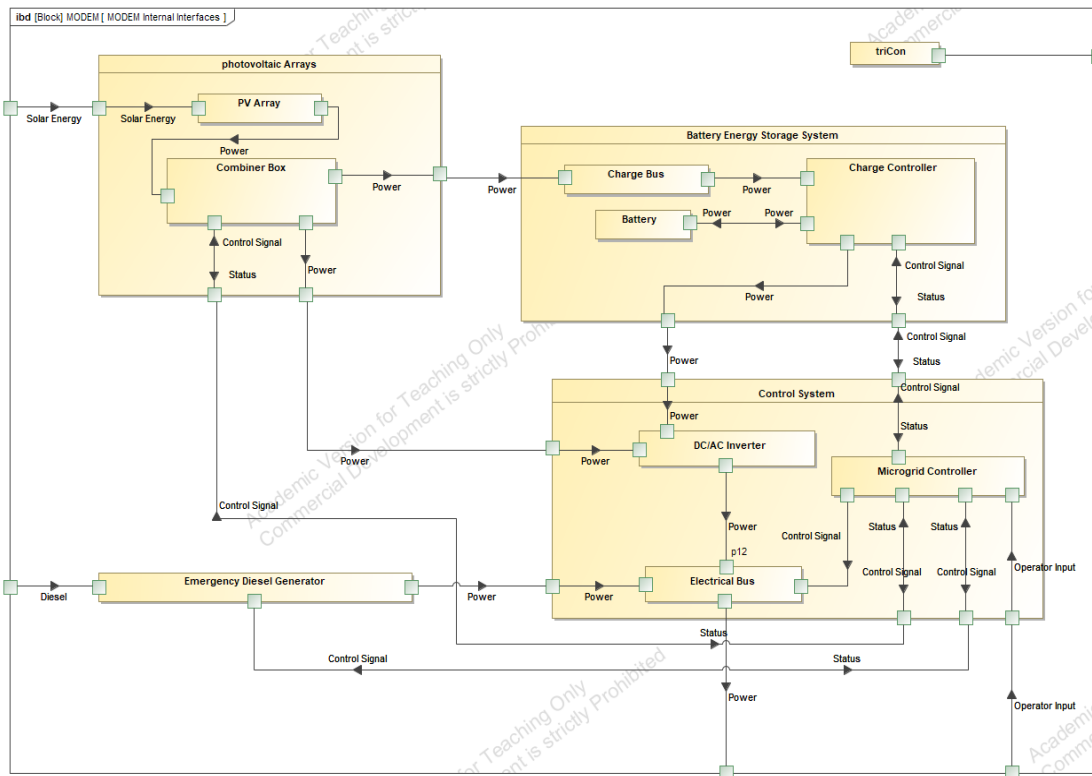 ibd [Block] MODEM [ MODEM Internal Interfaces ]
triCon
photovoltaic Arrays
PV Array
Solar Energy
Solar Energy
Power
Combiner Box
Power
Control Signal
Status
Power
Power
Battery Energy Storage System
Charge Bus
Charge Controller
Power
Battery
Power
Power
Control Signal
Status
Power
Control Signal
Status
Power
Control System
Control Signal
Power
Status
DC/AC Inverter
Power
Power
Microgrid Controller
Control Signal
Power
p12
Control Signal
Status
Status
Control Signal
Control Signal
Operator Input
Emergency Diesel Generator
Diesel
Power
Power
Electrical Bus
Status
Control Signal
Status
Power
Operator Input
Academic Version for Teaching Only
Commercial Development is strictly Prohibited